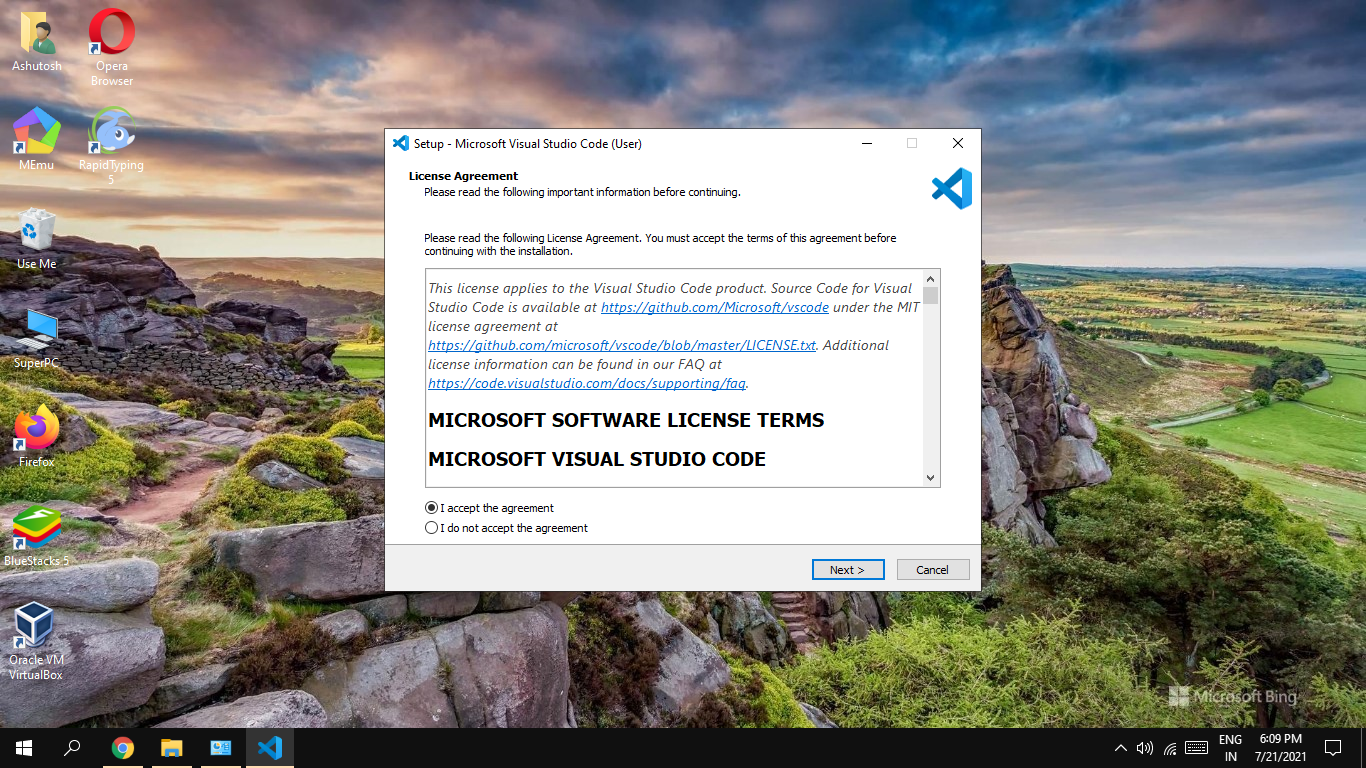 Ashutosh
Opera
Browser
MEmu
RapidTyping
5
Use Me
SuperPC
Firefox
BlueStacks 5
Oracle VM
VirtualBox
Setup - Microsoft Visual Studio Code (User)
License Agreement
Please read the following important information before continuing.
Please read the following License Agreement. You must accept the terms of this agreement before
continuing with the installation.
This license applies to the Visual Studio Code product. Source Code for Visual
Studio Code is available at https://github.com/Microsoft/vscode under the MIT
license agreement at
https://github.com/microsoft/vscode/blob/master/LICENSE.txt. Additional
license information can be found in our FAQ at
https://code.visualstudio.com/docs/supporting/faq.
MICROSOFT SOFTWARE LICENSE TERMS
MICROSOFT VISUAL STUDIO CODE
I accept the agreement
I do not accept the agreement
Next >
Cancel
Microsoft Bing
ENG
IN
6:09 PM
7/21/2021